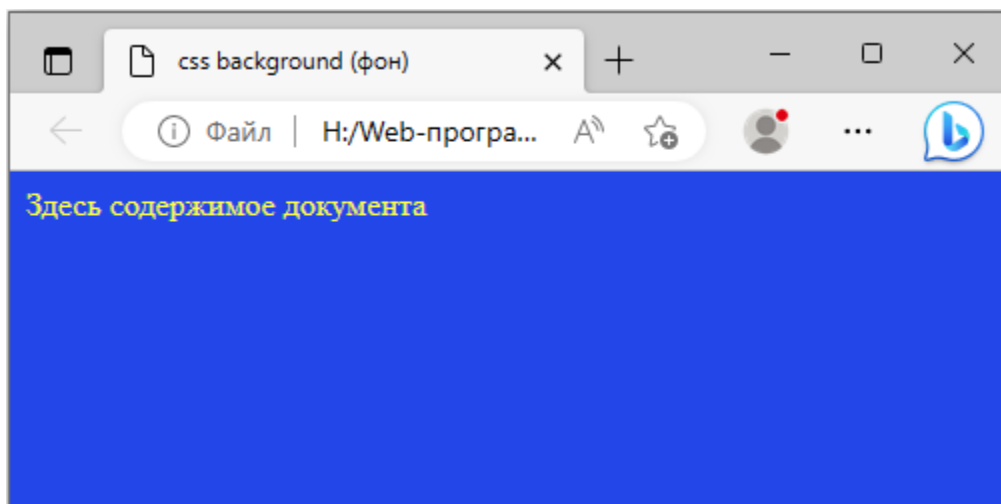 css background (фон)
Файл H:/Web-програ...
Здесь содержимое документа